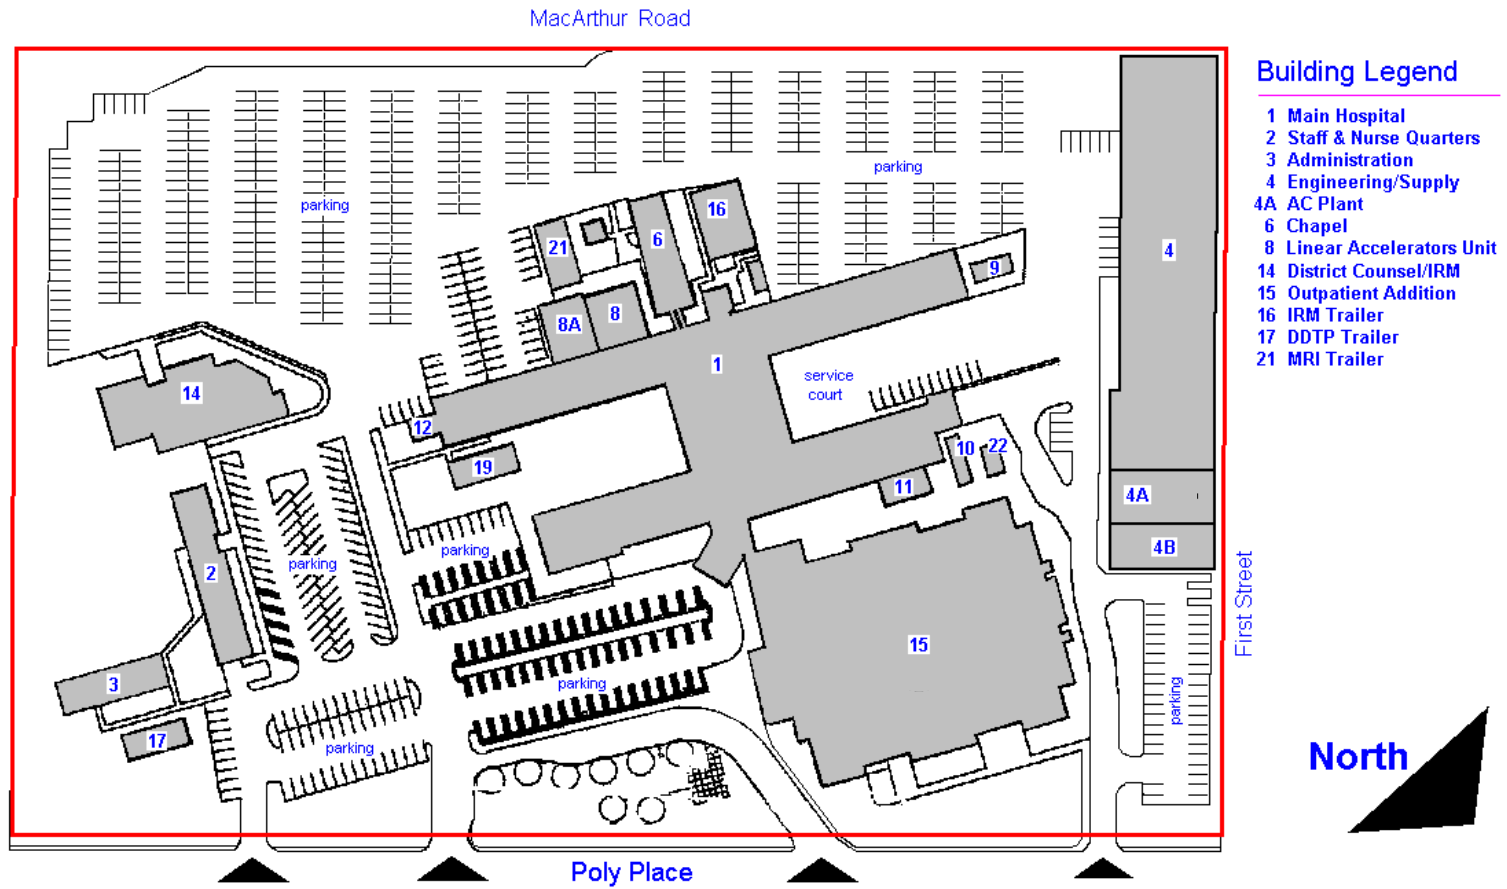 MacArthur Road
Building Legend
1 Main Hospital
2 Staff & Nurse Quarters
3 Administration
4 Engineering/Supply
4A AC Plant
6 Chapel
8 Linear Accelerators Unit
14 District Counsel/IRM
15 Outpatient Addition
16 IRM Trailer
17 DDTP Trailer
21 MRI Trailer
parking
parking
16
21
6
4
9
8A
8
1
service
court
14
12
10
22
19
11
4A
parking
4B
parking
2
First Street
15
3
parking
parking
17
parking
North
Poly Place